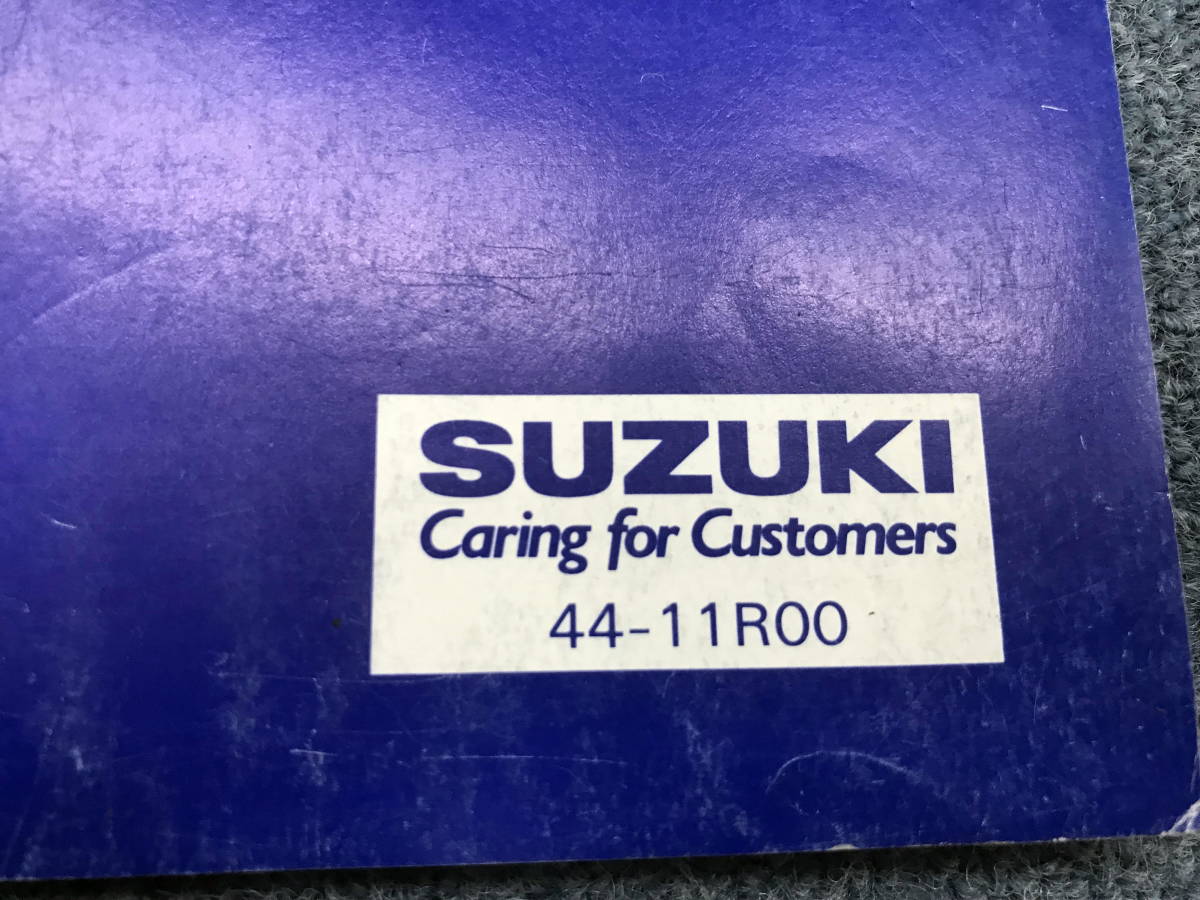 SUZUKI
Caring for Customers
44-11R00